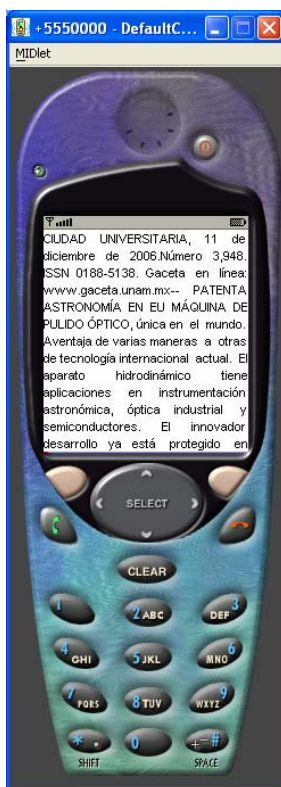 +5550000 - DefaultC...
MIDlet
CIUDAD UNIVERSITARIA, 11 de
diciembre de 2006.Número 3,948.
ISSN 0188-5138. Gaceta en línea:
www.gaceta.unam.mx-- PATENTA
ASTRONOMÍA EN EU MÁQUINA DE
PULIDO ÓPTICO, única en el mundo.
Aventaja de varias maneras a otras
de tecnología internacional actual. El
aparato hidrodinámico tiene
aplicaciones en instrumentación
astronómica, óptica industrial y
semiconductores. El innovador
desarrollo ya está protegido en
SELECT
CLEAR
1 2 ABC DEF 3
4 GHI 5 JKL MNO 6
7 PQRS 8 TUV WXYZ 9
* . 0 +-#
SHIFT SPACE